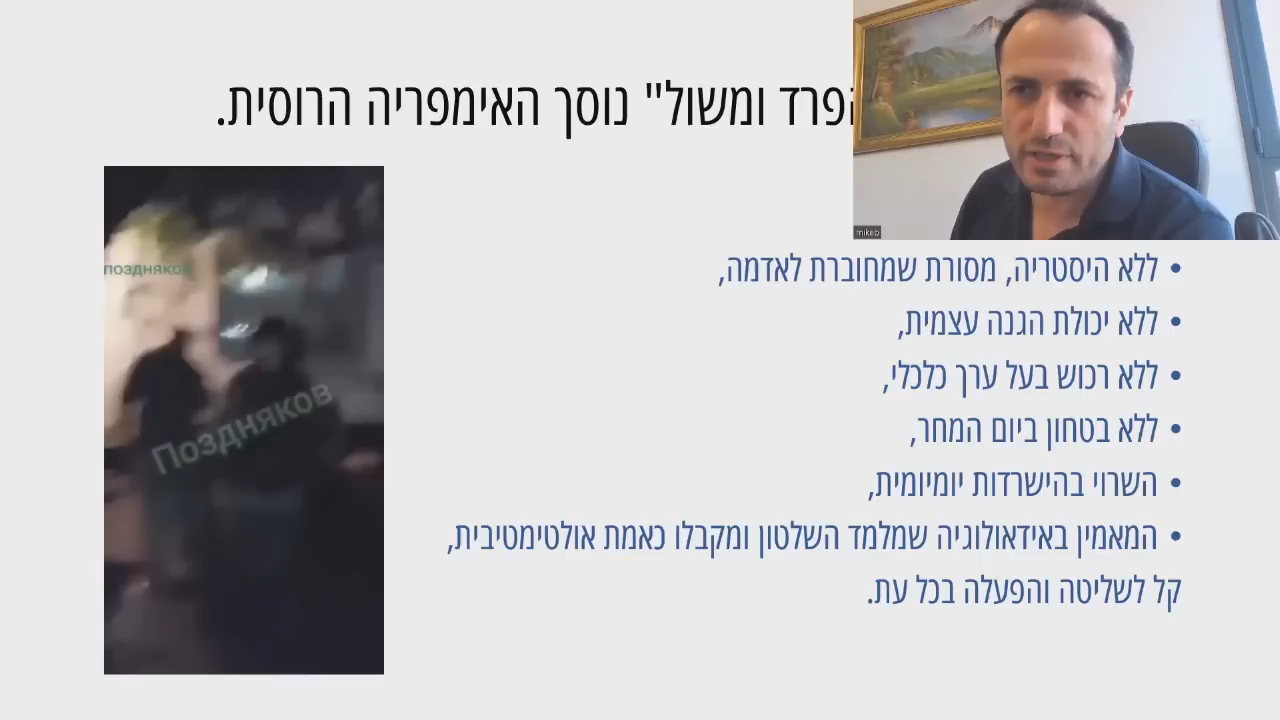 הפרד ומשול" נוסך האימפריה הרוסית.
mikeb
• ללא היסטריה, מסורת שמחוברת לאדמה,
• ללא יכולת הגנה עצמית,
• ללא רכוש בעל ערך כלכלי,
• ללא בטחון ביום המחר,
• השרוי בהישרדות יומיומית,
• המאמין באידאולוגיה שמלמד השלטון ומקבלו כאמת אולטימטיבית,
קל לשליטה והפעלה בכל עת.
поздняков
Поздняков